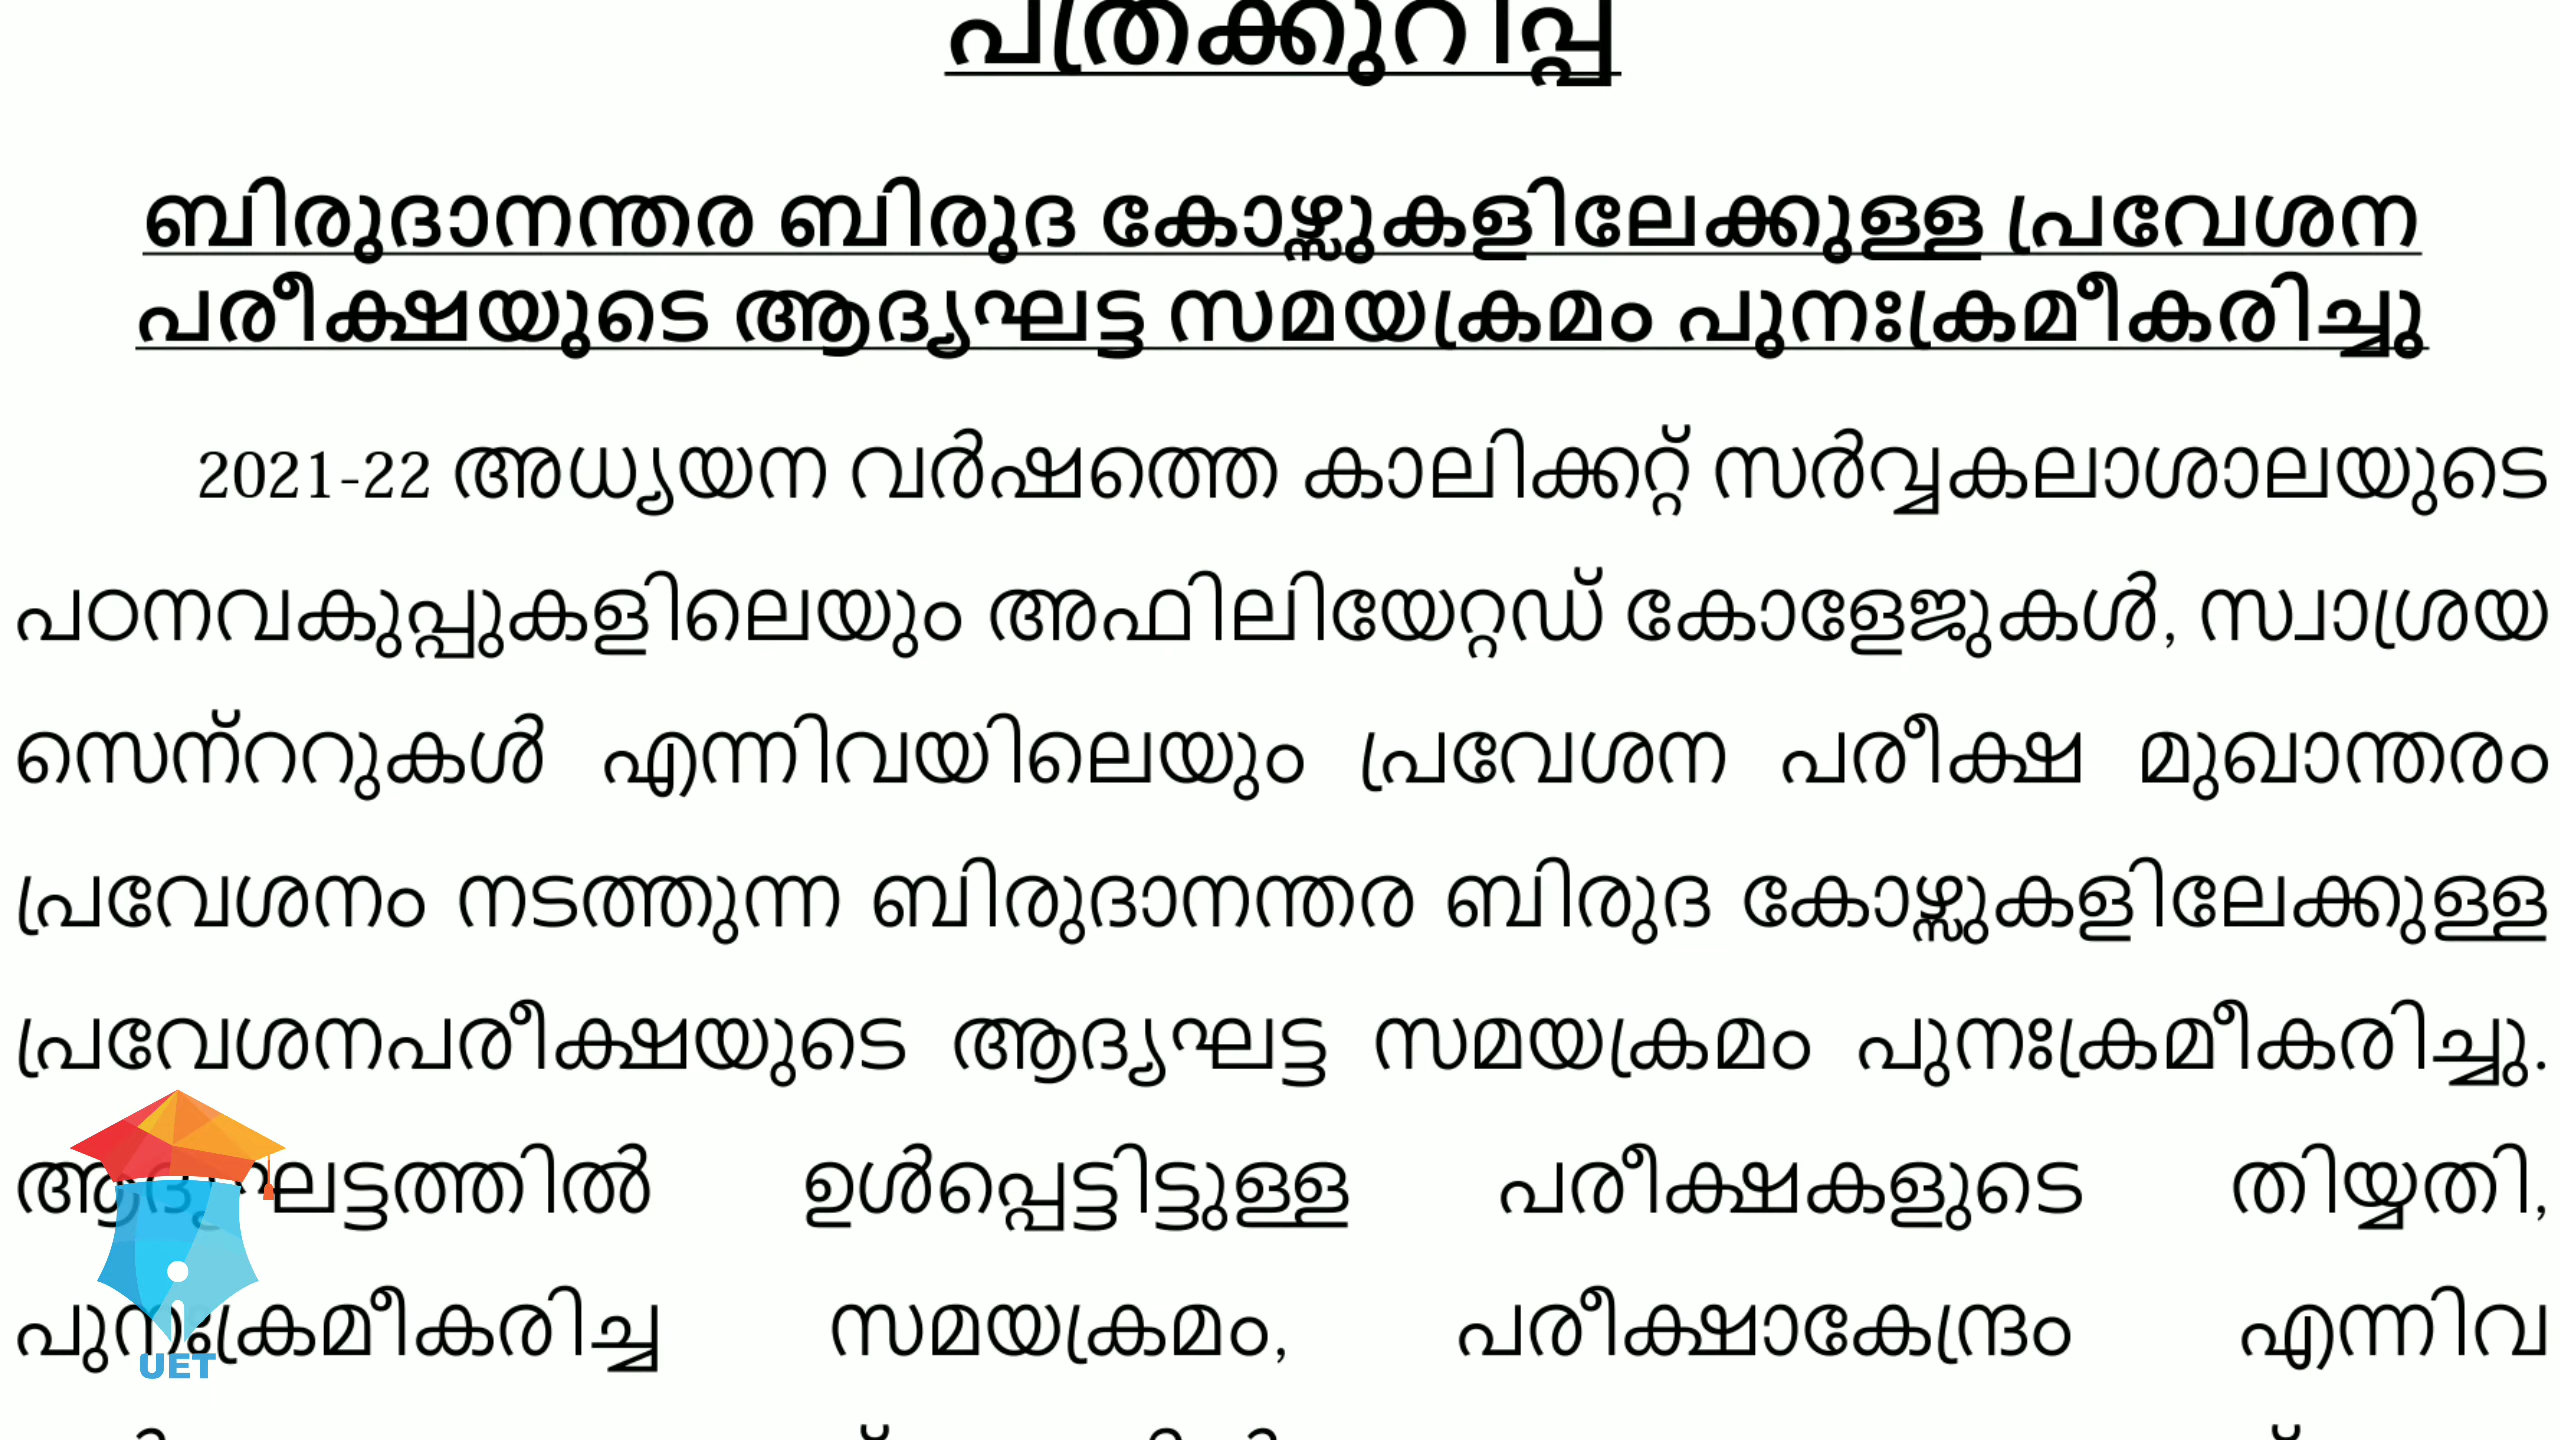 പത്രക്കുറിപ്പ്
ബിരുദാനന്തര ബിരുദ കോഴ്സുകളിലേക്കുള്ള പ്രവേശന
പരീക്ഷയുടെ ആദ്യഘട്ട സമയക്രമം പുനഃക്രമീകരിച്ചു
2021-22 അധ്യയന വർഷത്തെ കാലിക്കറ്റ് സർവ്വകലാശാലയുടെ
പഠനവകുപ്പുകളിലെയും അഫിലിയേറ്റഡ് കോളേജുകൾ, സ്വാശ്രയ
സെന്ററുകൾ എന്നിവയിലെയും പ്രവേശന പരീക്ഷ മുഖാന്തരം
പ്രവേശനം നടത്തുന്ന ബിരുദാനന്തര ബിരുദ കോഴ്സുകളിലേക്കുള്ള
പ്രവേശനപരീക്ഷയുടെ ആദ്യഘട്ട സമയക്രമം പുനഃക്രമീകരിച്ചു.
ആദ്യഘട്ടത്തിൽ ഉൾപ്പെട്ടിട്ടുള്ള പരീക്ഷകളുടെ തിയ്യതി,
പുനഃക്രമീകരിച്ച സമയക്രമം, പരീക്ഷാകേന്ദ്രം എന്നിവ
UET